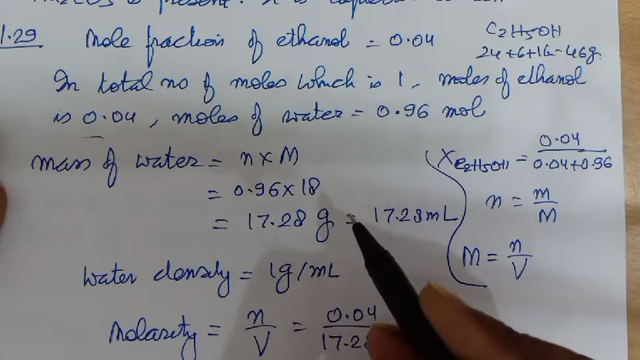 1.29 Mole fraction of ethanol = 0.04
C2H5OH
24+6+16=46g
In total no of moles which is 1, moles of ethanol
is 0.04, moles of water = 0.96 mol
Mass of water = n×M
= 0.96×18
= 17.28 g = 17.28mL
Water density = 1g/mL
Molarity = n/V = 0.04/17.28
xC2H5OH = 0.04/0.04+0.96
n = m/M
M = n/V